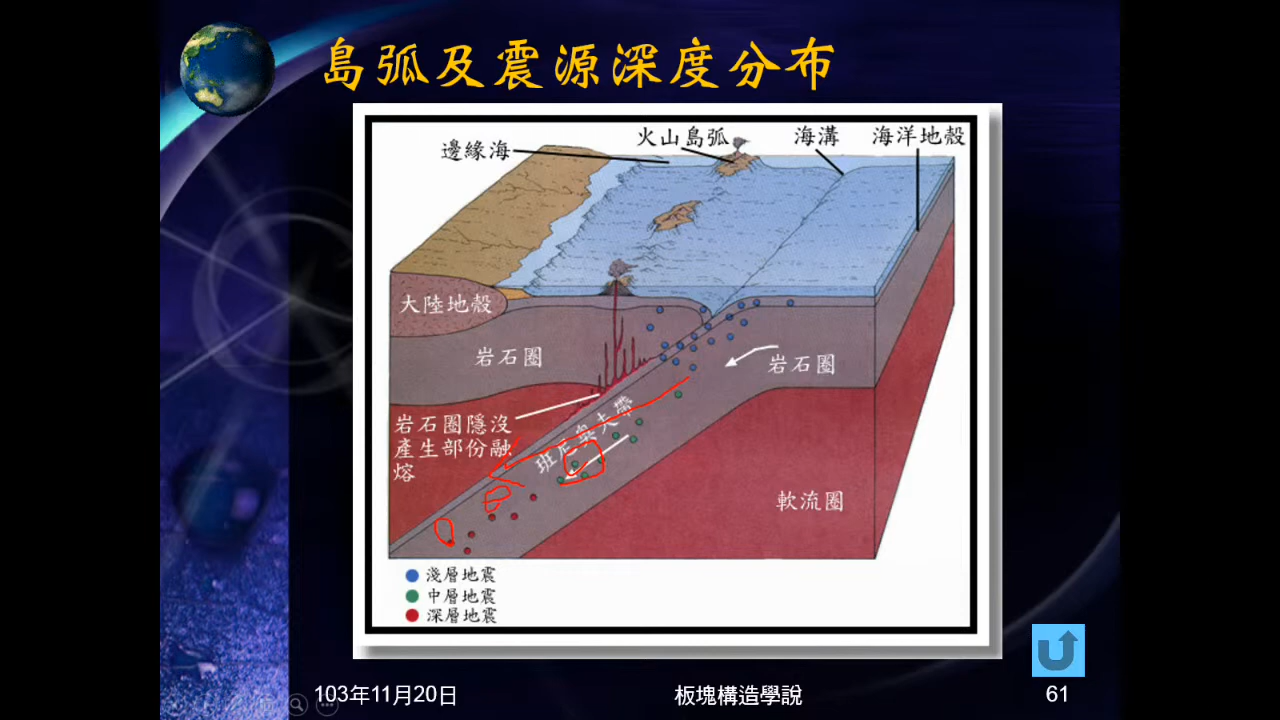 島弧及震源深度分布
邊緣海
火山島弧
海溝
海洋地殼
大陸地殼
岩石圈
岩石圈
岩石圈隱沒
產生部份融
熔
班尼奧夫帶
軟流圈
淺層地震
中層地震
深層地震
103年11月20日
板塊構造學說
61